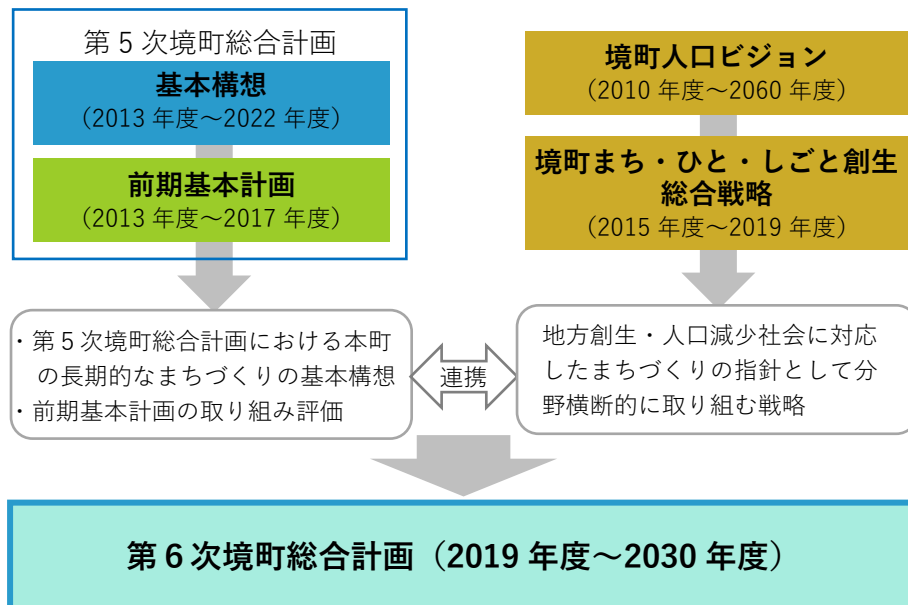 第５次境町総合計画
基本構想
（2013 年度～2022 年度）
前期基本計画
（2013 年度～2017 年度）
境町人口ビジョン
（2010 年度～2060 年度）
境町まち・ひと・しごと創生
総合戦略
（2015 年度～2019 年度）
・第５次境町総合計画における本町
の長期的なまちづくりの基本構想
・前期基本計画の取り組み評価
連携
地方創生・人口減少社会に対応
したまちづくりの指針として分
野横断的に取り組む戦略
第６次境町総合計画（2019 年度～2030 年度）